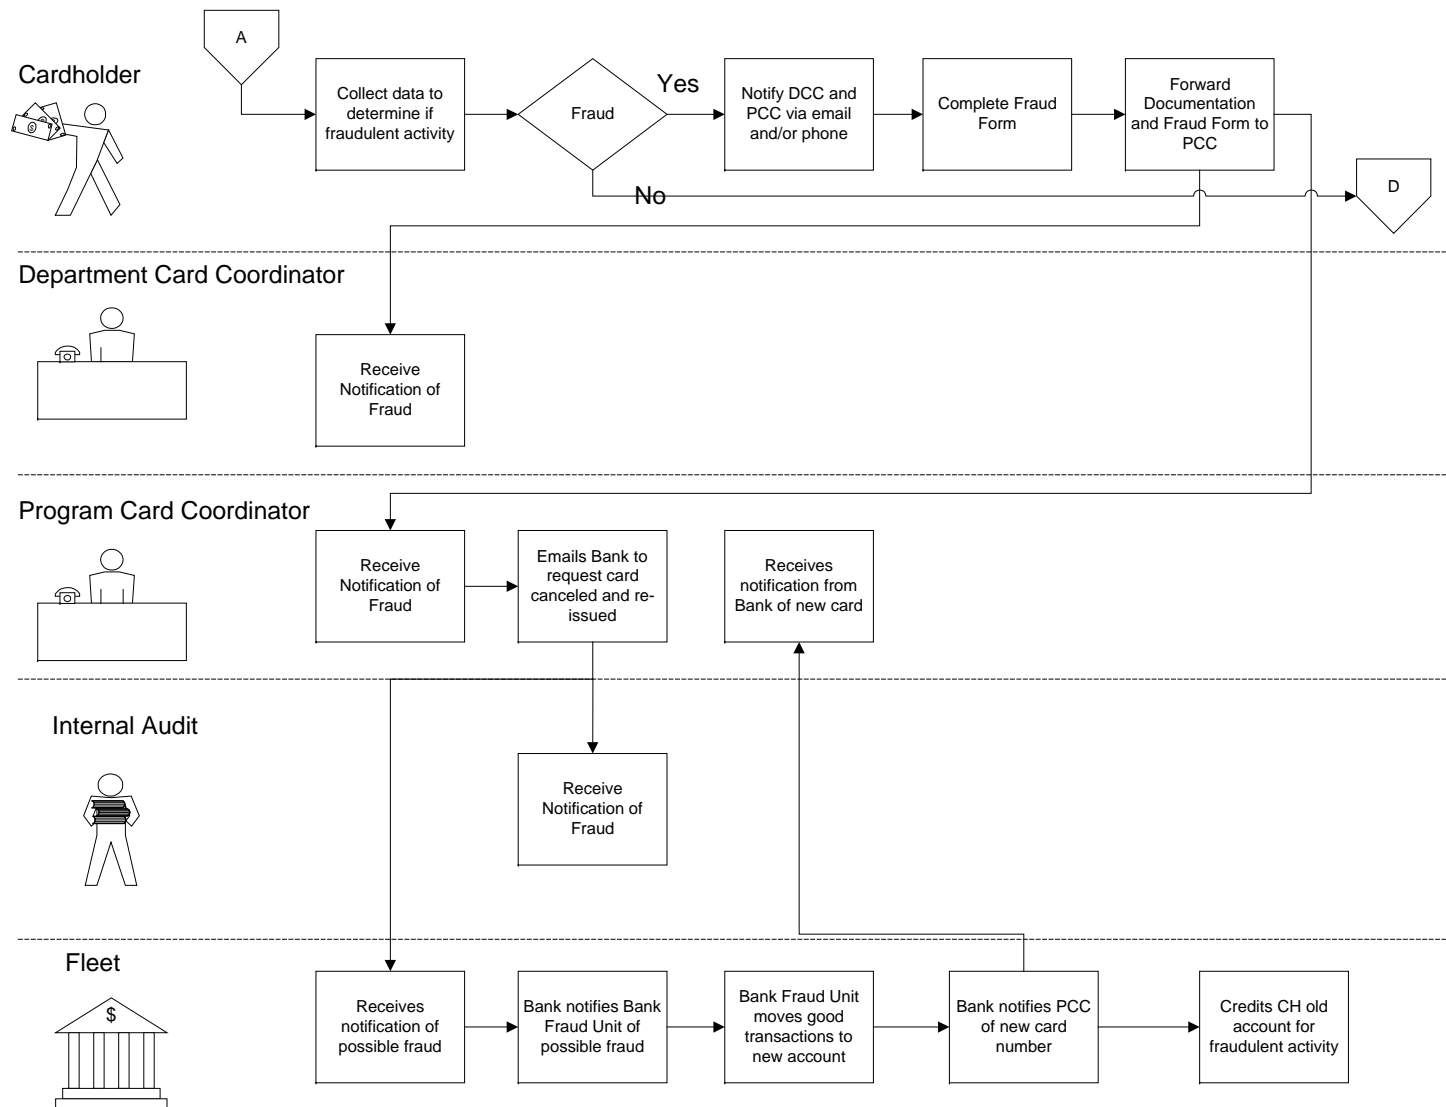 A
Cardholder
Collect data to
determine if
fraudulent activity
Fraud
Yes
No
Notify DCC and
PCC via email
and/or phone
Complete Fraud
Form
Forward
Documentation
and Fraud Form to
PCC
D
Department Card Coordinator
Receive
Notification of
Fraud
Program Card Coordinator
Receive
Notification of
Fraud
Emails Bank to
request card
canceled and re-
issued
Receives
notification from
Bank of new card
Internal Audit
Receive
Notification of
Fraud
Fleet
$
Receives
notification of
possible fraud
Bank notifies Bank
Fraud Unit of
possible fraud
Bank Fraud Unit
moves good
transactions to
new account
Bank notifies PCC
of new card
number
Credits CH old
account for
fraudulent activity